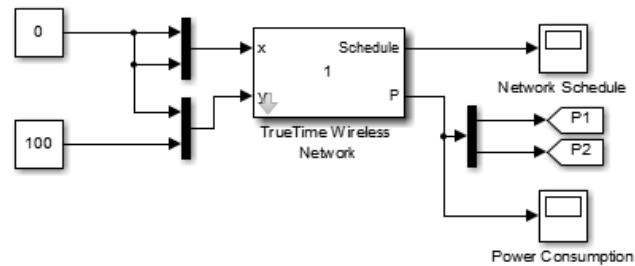 0
100
x
y
Schedule
1
P
TrueTime Wireless
Network
Network Schedule
P1
P2
Power Consumption